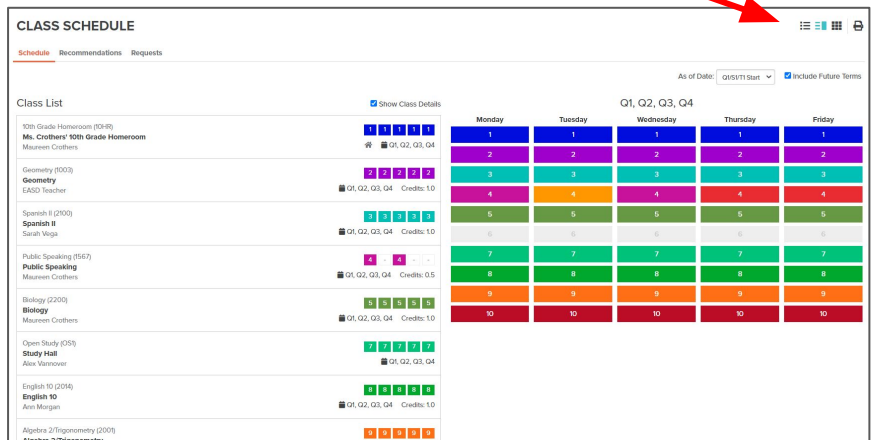 CLASS SCHEDULE
Schedule Recommendations Requests
As of Date: Q1/S1/T1 Start Include Future Terms
Class List Show Class Details
10th Grade Homeroom (10HR)
Ms. Crothers' 10th Grade Homeroom
Maureen Crothers
1 1 1 1 1
Q1, Q2, Q3, Q4
Geometry (1003)
Geometry
EASD Teacher
2 2 2 2 2
Q1, Q2, Q3, Q4 Credits: 1.0
Spanish II (2100)
Spanish II
Sarah Vega
3 3 3 3 3
Q1, Q2, Q3, Q4 Credits: 1.0
Public Speaking (1567)
Public Speaking
Maureen Crothers
4 - 4 - -
Q1, Q2, Q3, Q4 Credits: 0.5
Biology (2200)
Biology
Maureen Crothers
5 5 5 5 5
Q1, Q2, Q3, Q4 Credits: 1.0
Open Study (OS1)
Study Hall
Alex Vannover
7 7 7 7 7
Q1, Q2, Q3, Q4
English 10 (2014)
English 10
Ann Morgan
8 8 8 8 8
Q1, Q2, Q3, Q4 Credits: 1.0
Algebra 2/Trigonometry (2001)
Algebra 2/Trigonometry
9 9 9 9 9
Q1, Q2, Q3, Q4
Monday Tuesday Wednesday Thursday Friday
1 1 1 1 1
2 2 2 2 2
3 3 3 3 3
4 4 4 4 4
5 5 5 5 5
6 6 6 6 6
7 7 7 7 7
8 8 8 8 8
9 9 9 9 9
10 10 10 10 10